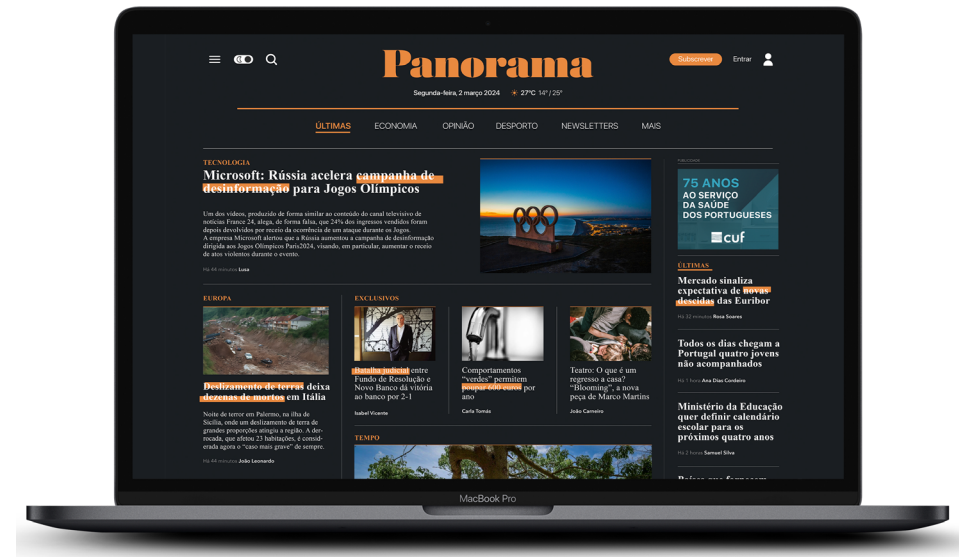 Panorama
Subscrever
Entrar
Segunda-feira, 2 março 2024
27°C 14°/ 25°
ÚLTIMAS
ECONOMIA
OPINIÃO
DESPORTO
NEWSLETTERS
MAIS
TECNOLOGIA
Microsoft: Rússia acelera campanha de
desinformação para Jogos Olímpicos
Um dos vídeos, produzido de forma similar ao conteúdo do canal televisivo de
notícias France 24, alega, de forma falsa, que 24% dos ingressos vendidos foram
depois devolvidos por receio da ocorrência de um ataque durante os Jogos.
A empresa Microsoft alertou que a Rússia aumentou a campanha de desinformação
dirigida aos Jogos Olímpicos Paris2024, visando, em particular, aumentar o receio
de atos violentos durante o evento.
Há 44 minutos Lusa
PUBLICIDADE
75 ANOS
AO SERVIÇO
DA SAÚDE
DOS PORTUGUESES
cuf
ÚLTIMAS
Mercado sinaliza
expectativa de novas
descidas das Euribor
Há 32 minutos Rosa Soares
Todos os dias chegam a
Portugal quatro jovens
não acompanhados
Há 1 hora Ana Dias Cordeiro
Ministério da Educação
quer definir calendário
escolar para os
próximos quatro anos
Há 2 horas Samuel Silva
EUROPA
Deslizamento de terras deixa
dezenas de mortos em Itália
Noite de terror em Palermo, na ilha de
Sicília, onde um deslizamento de terra de
grandes proporções atingiu a região. A der-
rocada, que afetou 23 habitações, é consid-
erada agora o “caso mais grave” de sempre.
Há 44 minutos João Leonardo
EXCLUSIVOS
Batalha judicial entre
Fundo de Resolução e
Novo Banco dá vitória
ao banco por 2-1
Isabel Vicente
Comportamentos
“verdes” permitem
poupar 600 euros por
ano
Carla Tomás
Teatro: O que é um
regresso a casa?
“Blooming”, a nova
peça de Marco Martins
João Carneiro
TEMPO
MacBook Pro